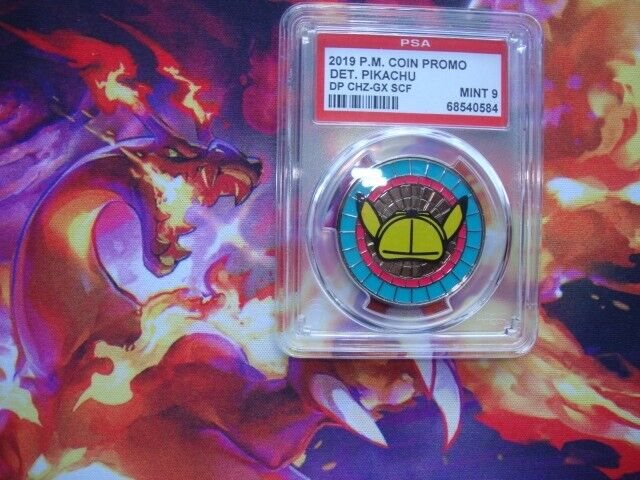 PSA
2019 P.M. COIN PROMO
DET. PIKACHU
DP CHZ-GX SCF MINT 9
68540584